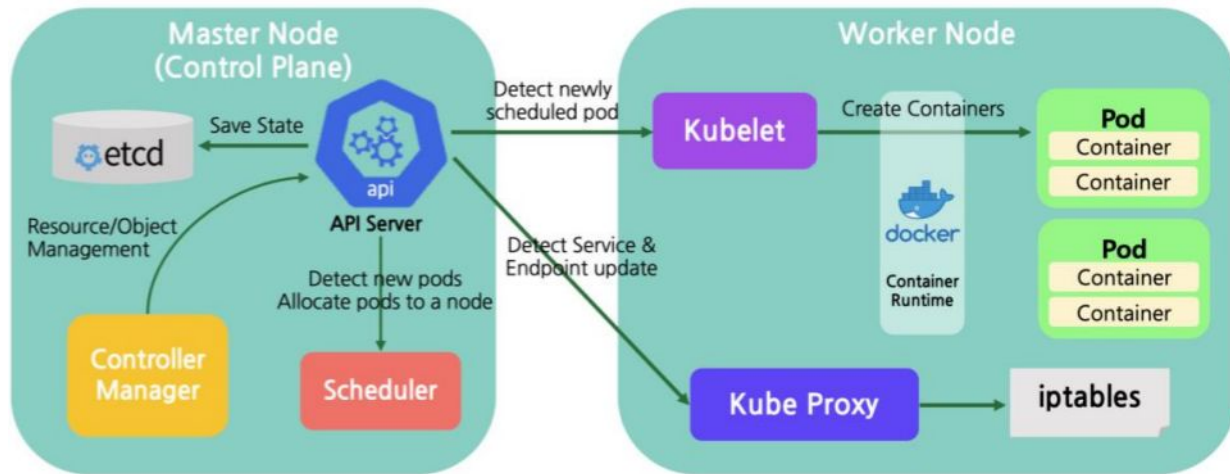 Master Node
(Control Plane)
Save State
etcd
api
API Server
Resource/Object
Management
Detect new pods
Allocate pods to a node
Controller
Manager
Scheduler
Detect newly
scheduled pod
Detect Service &
Endpoint update
Worker Node
Kubelet
Create Containers
docker
Container
Runtime
Pod
Container
Container
Pod
Container
Container
Kube Proxy
iptables